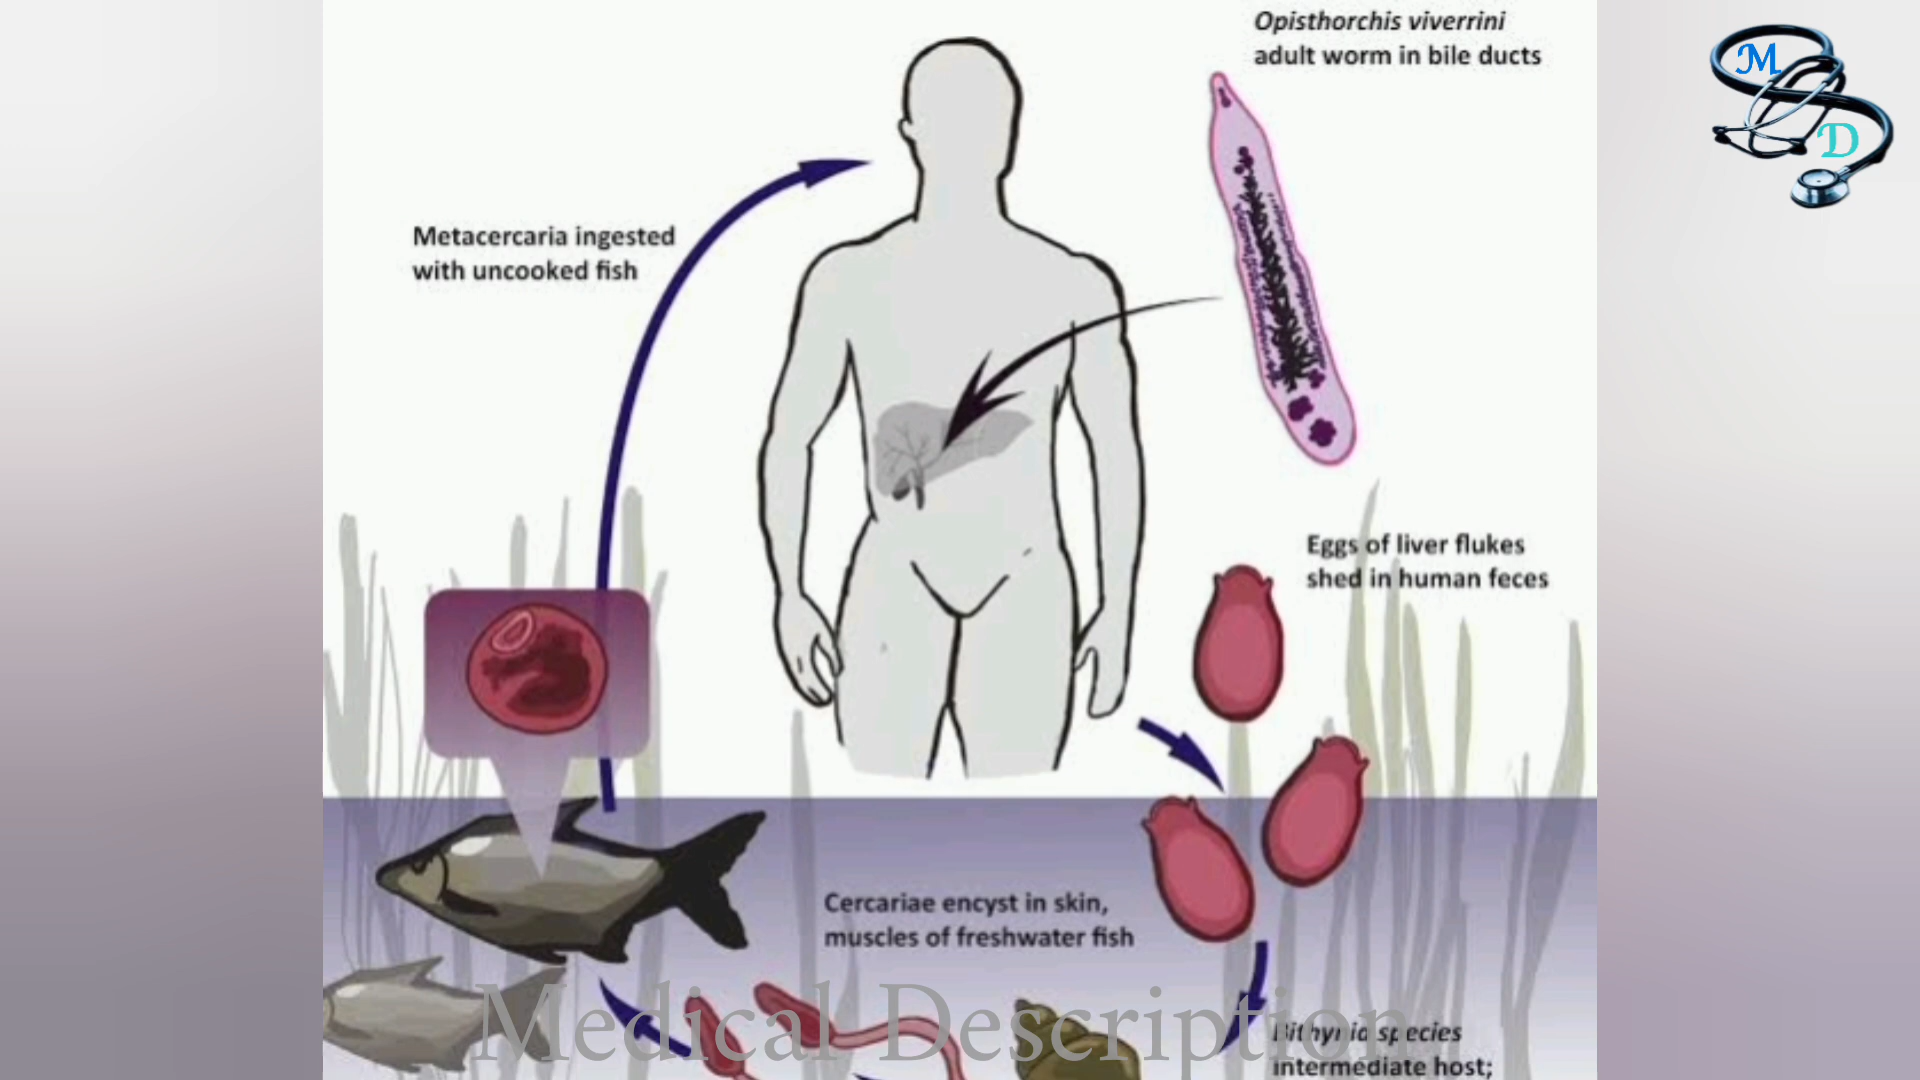 Opisthorchis viverrini
adult worm in bile ducts
M
D
Metacercaria ingested
with uncooked fish
Eggs of liver flukes
shed in human feces
Cercariae encyst in skin,
muscles of freshwater fish
Medical Description
Bithynia species
intermediate host;